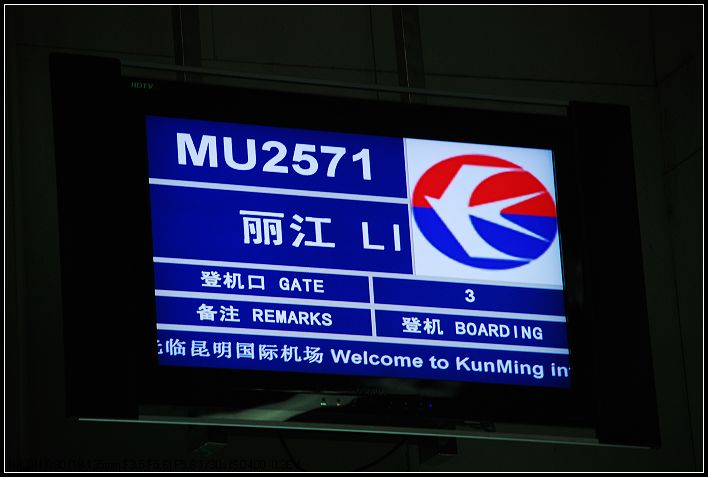 HDTV
MU2571
丽江 LI
登机口 GATE 3
备注 REMARKS 登机 BOARDING
临昆明国际机场 Welcome to KunMing in